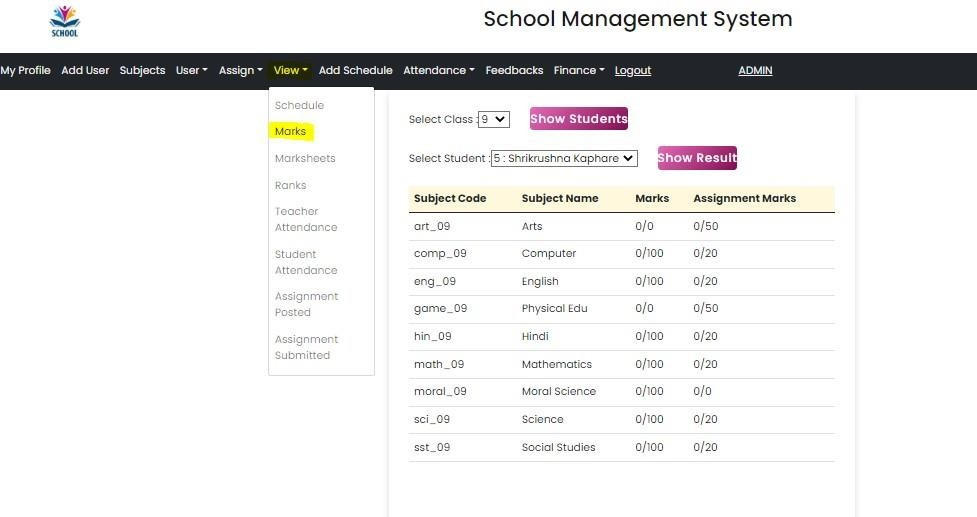 SCHOOL
School Management System
My Profile Add User Subjects User Assign View Add Schedule Attendance Feedbacks Finance Logout ADMIN
Schedule
Marks
Marksheets
Ranks
Teacher
Attendance
Student
Attendance
Assignment
Posted
Assignment
Submitted
Select Class : 9 Show Students
Select Student : 5 : Shrikrushna Kaphare Show Result
Subject Code Subject Name Marks Assignment Marks
art_09 Arts 0/0 0/50
comp_09 Computer 0/100 0/20
eng_09 English 0/100 0/20
game_09 Physical Edu 0/0 0/50
hin_09 Hindi 0/100 0/20
math_09 Mathematics 0/100 0/20
moral_09 Moral Science 0/100 0/0
sci_09 Science 0/100 0/20
sst_09 Social Studies 0/100 0/20